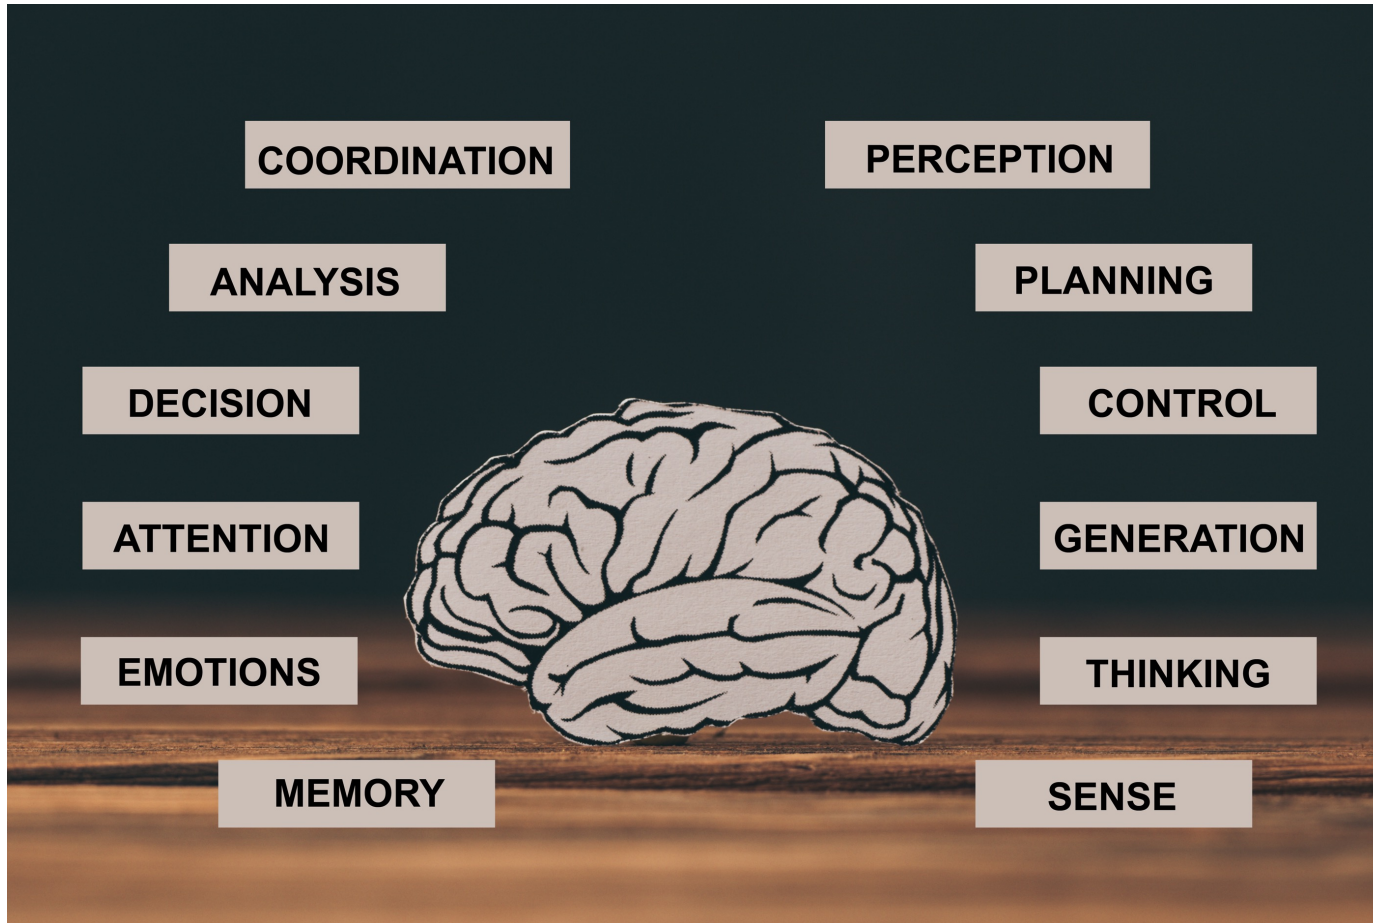 COORDINATION
PERCEPTION
ANALYSIS
PLANNING
DECISION
CONTROL
ATTENTION
GENERATION
EMOTIONS
THINKING
MEMORY
SENSE